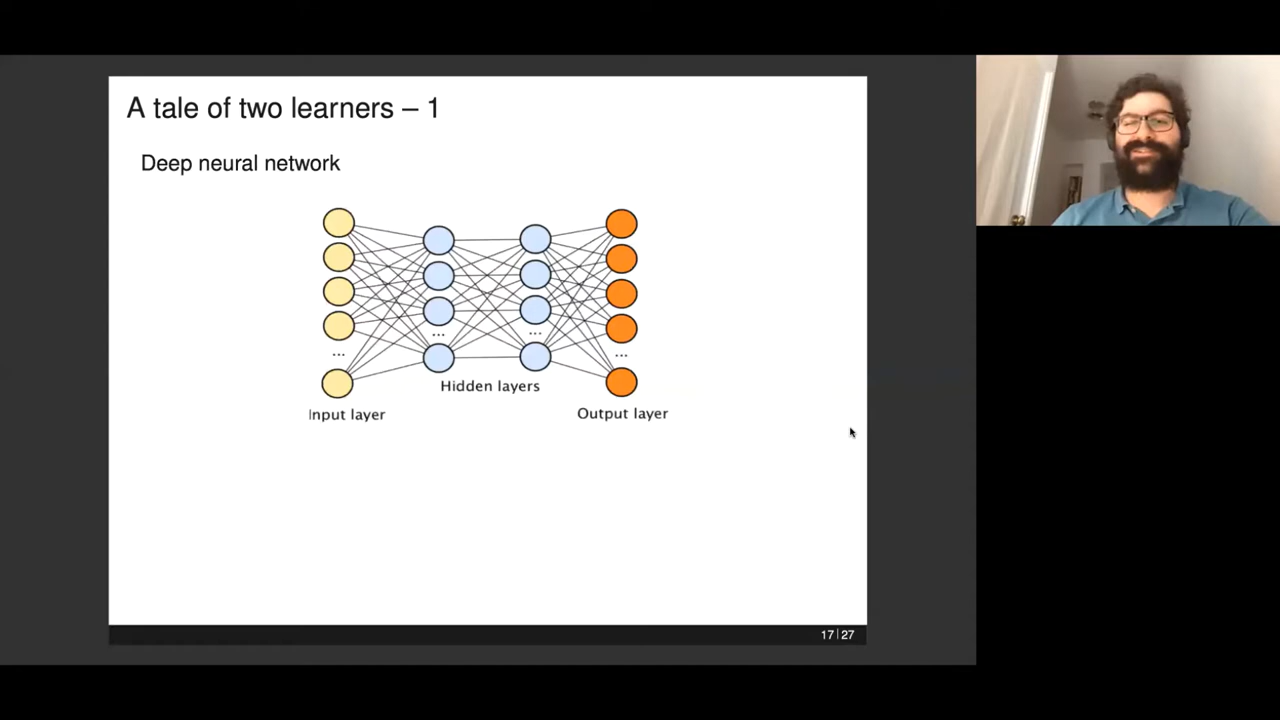 A tale of two learners – 1
Deep neural network
...
...
...
...
Hidden layers
Input layer
Output layer
17 | 27